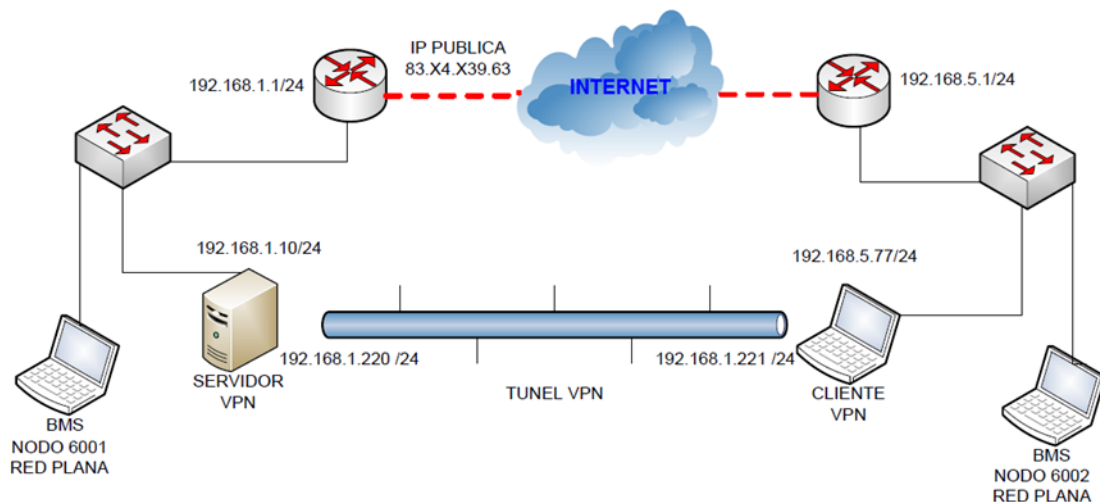 IP PUBLICA
83.X4.X39.63
192.168.1.1/24
INTERNET
192.168.5.1/24
192.168.1.10/24
192.168.5.77/24
192.168.1.220 /24
192.168.1.221 /24
SERVIDOR
VPN
TUNEL VPN
CLIENTE
VPN
BMS
NODO 6001
RED PLANA
BMS
NODO 6002
RED PLANA